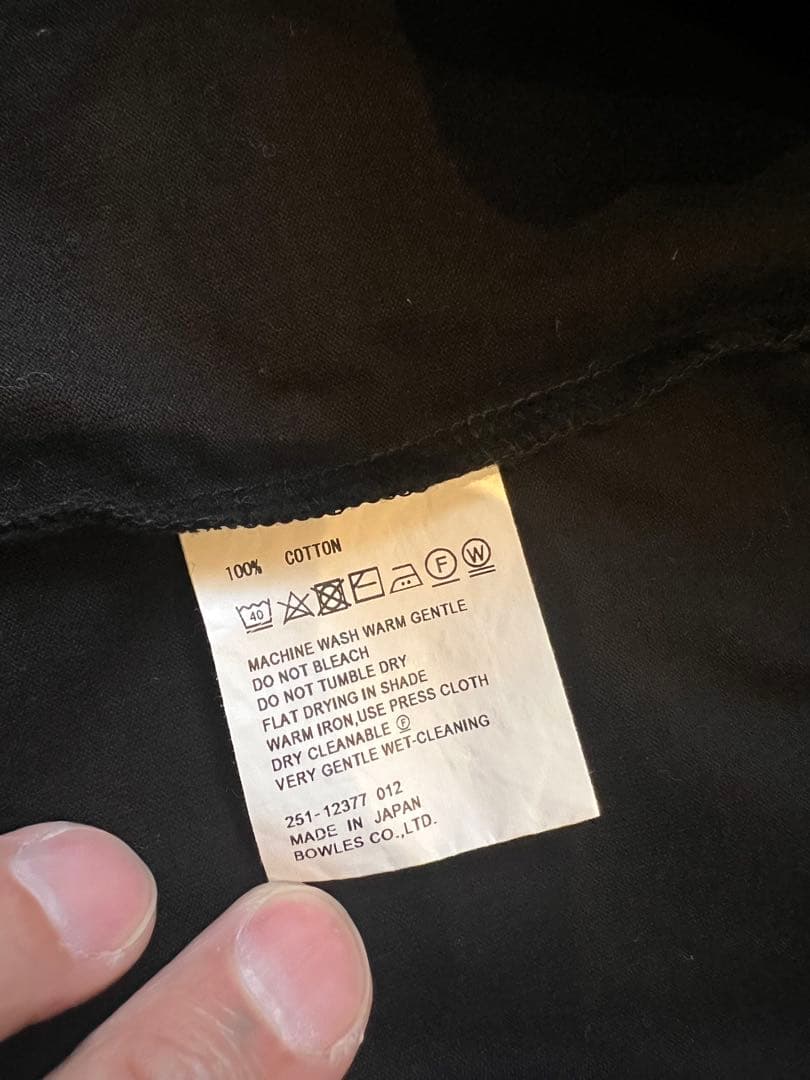 100% COTTON
40 F W
MACHINE WASH WARM GENTLE
DO NOT BLEACH
DO NOT TUMBLE DRY
FLAT DRYING IN SHADE
WARM IRON,USE PRESS CLOTH
DRY CLEANABLE Ⓕ
VERY GENTLE WET-CLEANING
251-12377 012
MADE IN JAPAN
BOWLES CO.,LTD.